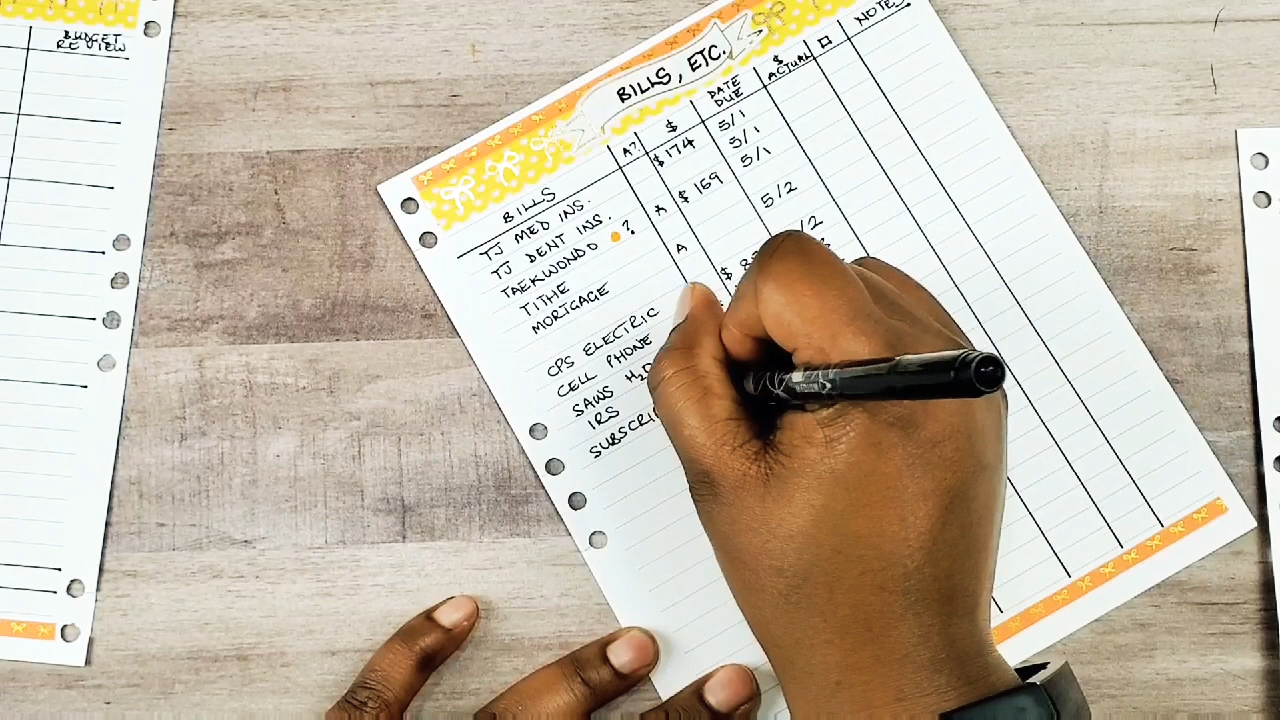 BUDGET
REVIEW
BILLS, ETC.
BILLS A? $ DATE DUE $ ACTUAL NOTES
TJ MED INS. $174 5/1
TJ DENT INS. 5/1
TAEKWONDO ? 5/1
TITHE A $169
MORTGAGE A 5/2
CPS ELECTRIC $
CELL PHONE
SAWS H2O
IRS